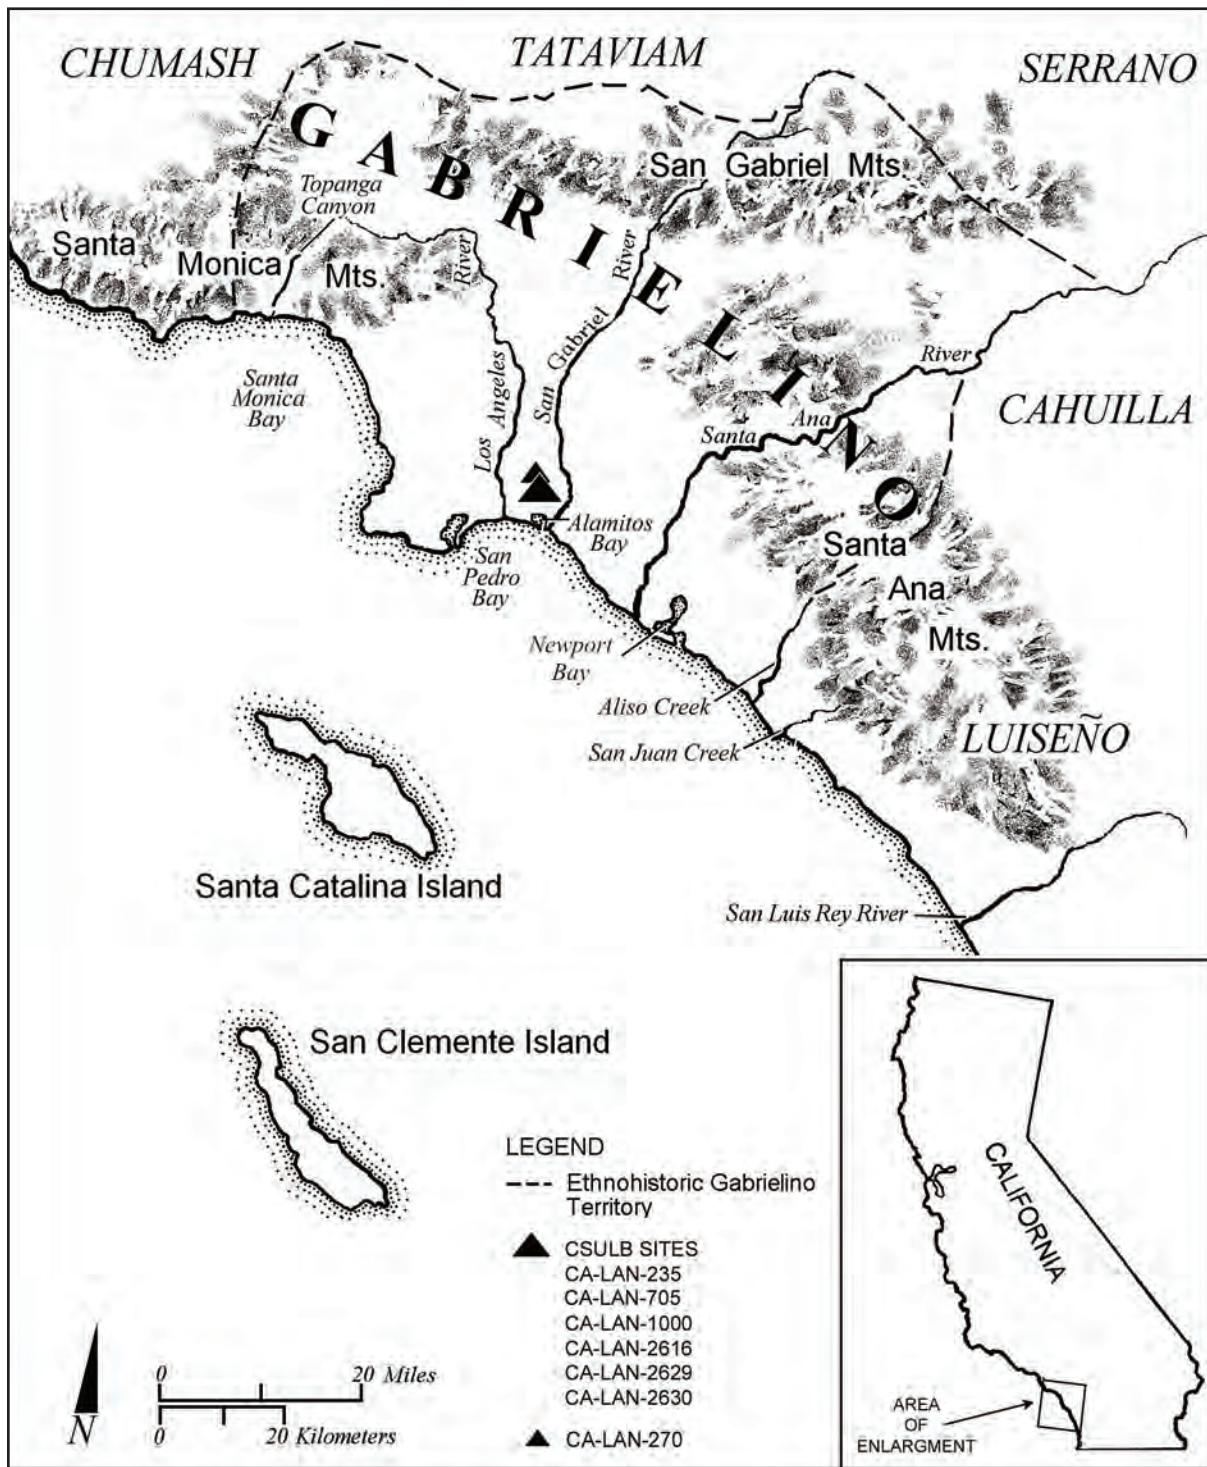 CHUMASH
TATAVIAM
SERRANO
GABRIELINO
San Gabriel Mts.
Topanga
Canyon
Santa Monica Mts.
Los Angeles River
San Gabriel River
Santa
Monica
Bay
Santa Ana River
CAHUILLA
Alamitos
Bay
San
Pedro
Bay
Santa
Ana
Mts.
Newport
Bay
Aliso Creek
San Juan Creek
LUISEÑO
Santa Catalina Island
San Luis Rey River
San Clemente Island
LEGEND
Ethnohistoric Gabrielino
Territory
CSULB SITES
CA-LAN-235
CA-LAN-705
CA-LAN-1000
CA-LAN-2616
CA-LAN-2629
CA-LAN-2630
CA-LAN-270
N
0 20 Miles
0 20 Kilometers
CALIFORNIA
AREA
OF
ENLARGMENT